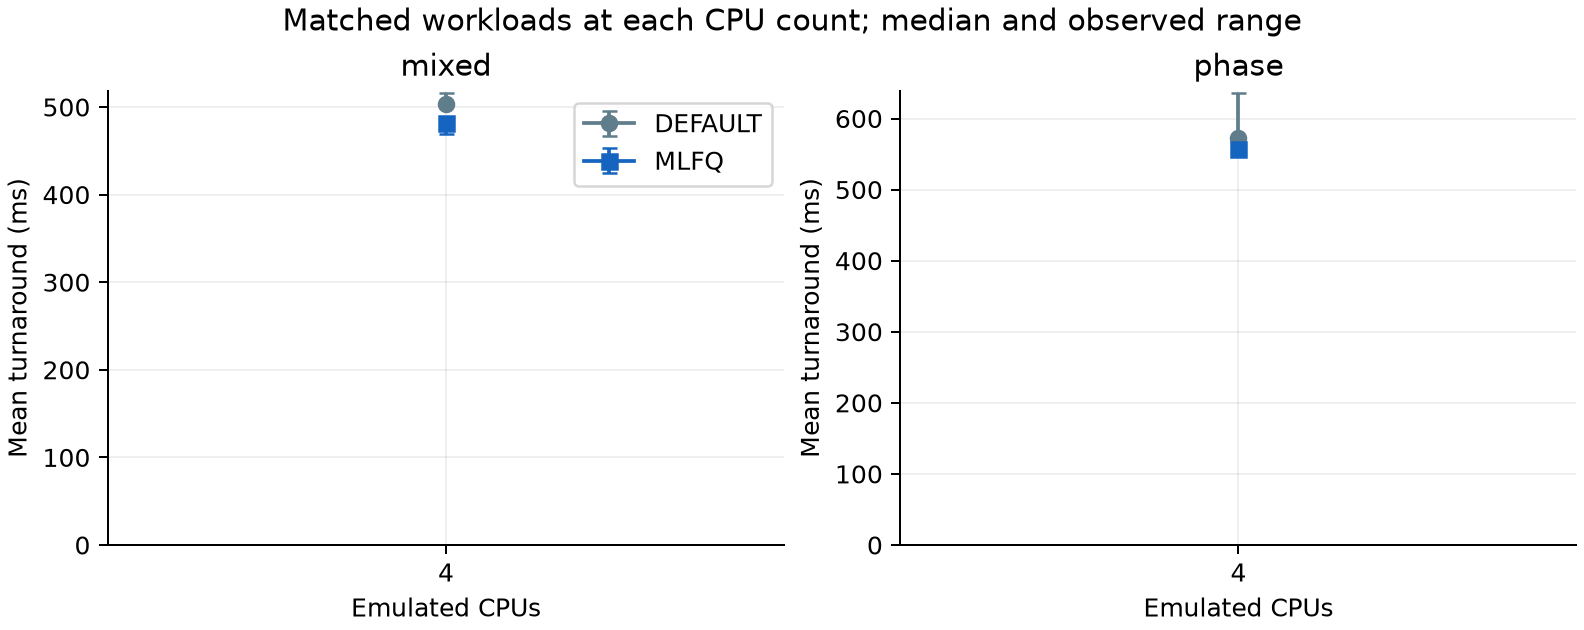 Matched workloads at each CPU count; median and observed range
mixed
Mean turnaround (ms)
500
400
300
200
100
0
4
Emulated CPUs
DEFAULT
MLFQ
phase
Mean turnaround (ms)
600
500
400
300
200
100
0
4
Emulated CPUs